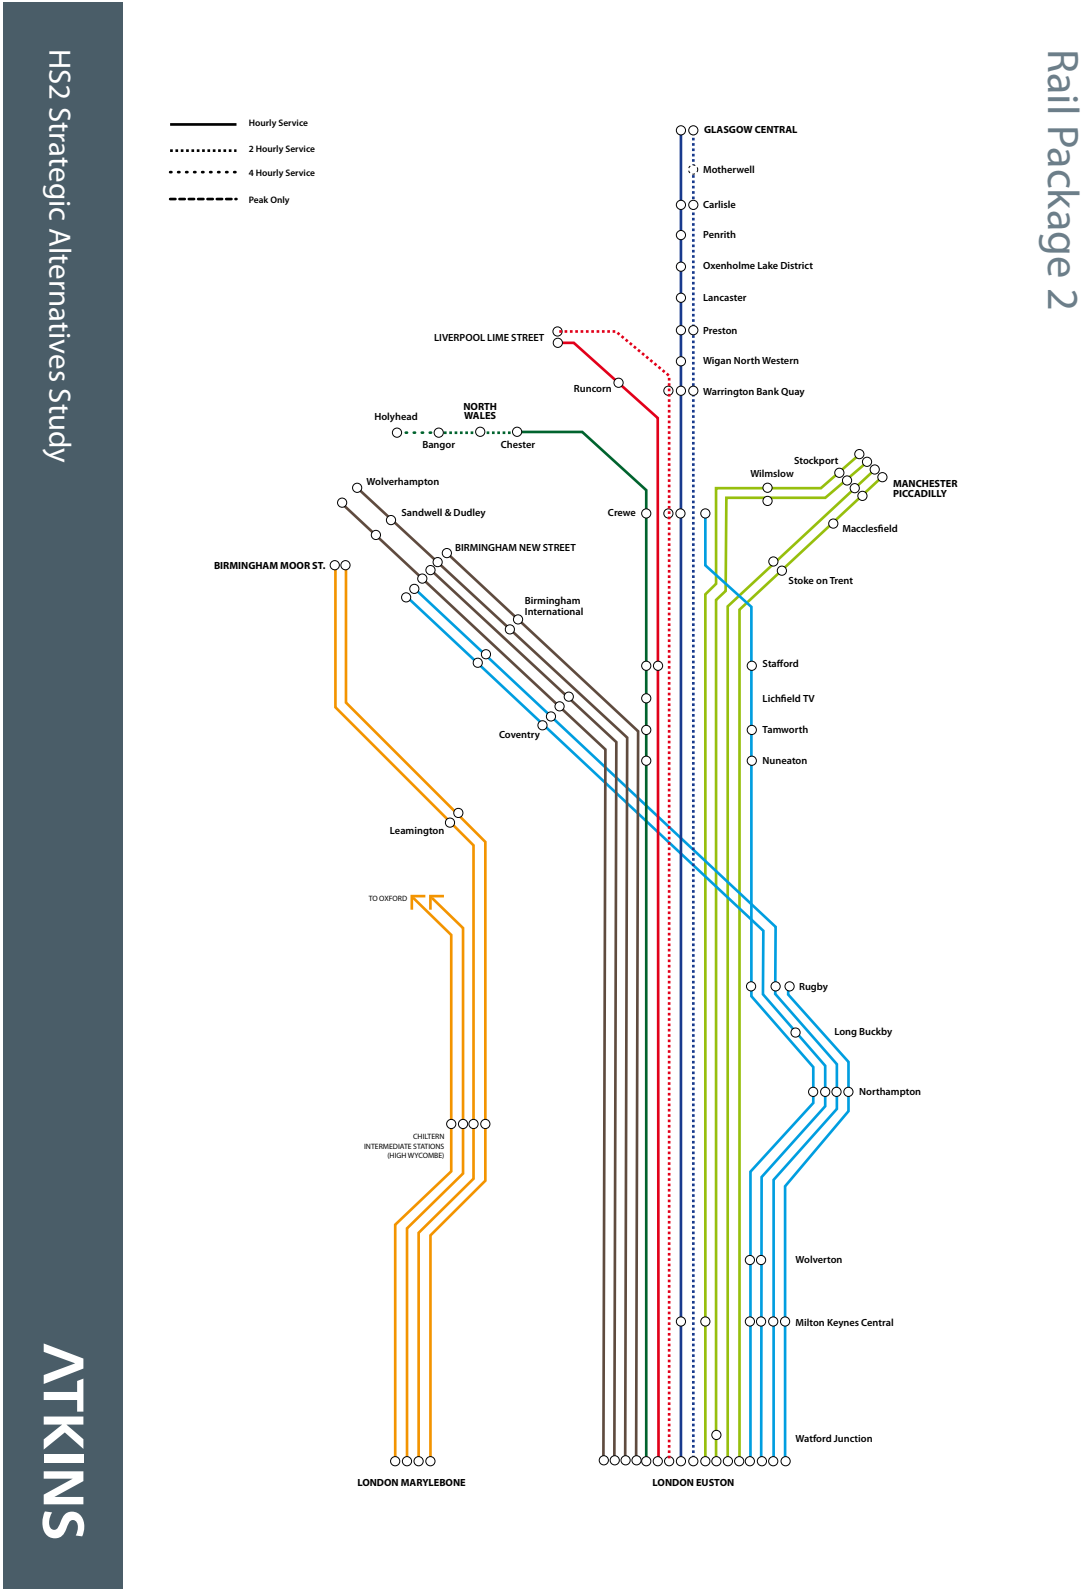 HS2 Strategic Alternatives Study
ATKINS
Rail Package 2
Hourly Service
2 Hourly Service
4 Hourly Service
Peak Only
GLASGOW CENTRAL
Motherwell
Carlisle
Penrith
Oxenholme Lake District
Lancaster
LIVERPOOL LIME STREET
Preston
Wigan North Western
Runcorn
Warrington Bank Quay
NORTH
WALES
Holyhead
Bangor
Chester
Stockport
Wilmslow
MANCHESTER
PICCADILLY
Wolverhampton
Sandwell & Dudley
Crewe
Macclesfield
BIRMINGHAM NEW STREET
BIRMINGHAM MOOR ST.
Stoke on Trent
Birmingham
International
Stafford
Lichfield TV
Coventry
Tamworth
Nuneaton
Leamington
TO OXFORD
Rugby
Long Buckby
Northampton
CHILTERN
INTERMEDIATE STATIONS
(HIGH WYCOMBE)
Wolverton
Milton Keynes Central
Watford Junction
LONDON MARYLEBONE
LONDON EUSTON